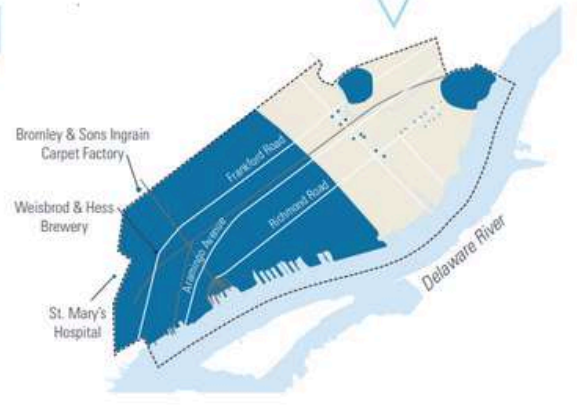 Bromley & Sons Ingrain
Carpet Factory
Weisbrod & Hess
Brewery
St. Mary's
Hospital
Frankford Road
Aramingo Avenue
Richmond Road
Delaware River